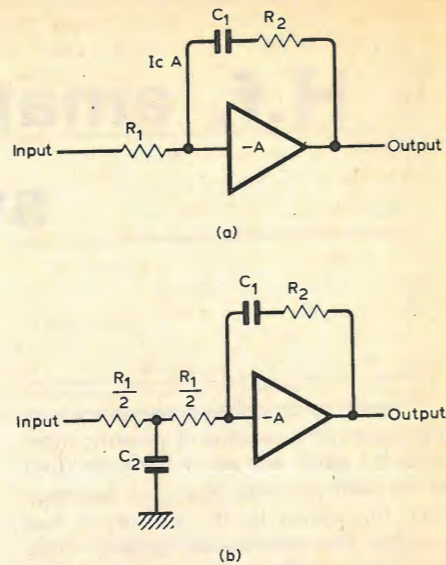 C₁
R₂
Ic A
R₁
Input
-A
Output
(a)
C₁
R₂
R₁/2
R₁/2
Input
-A
Output
C₂
(b)